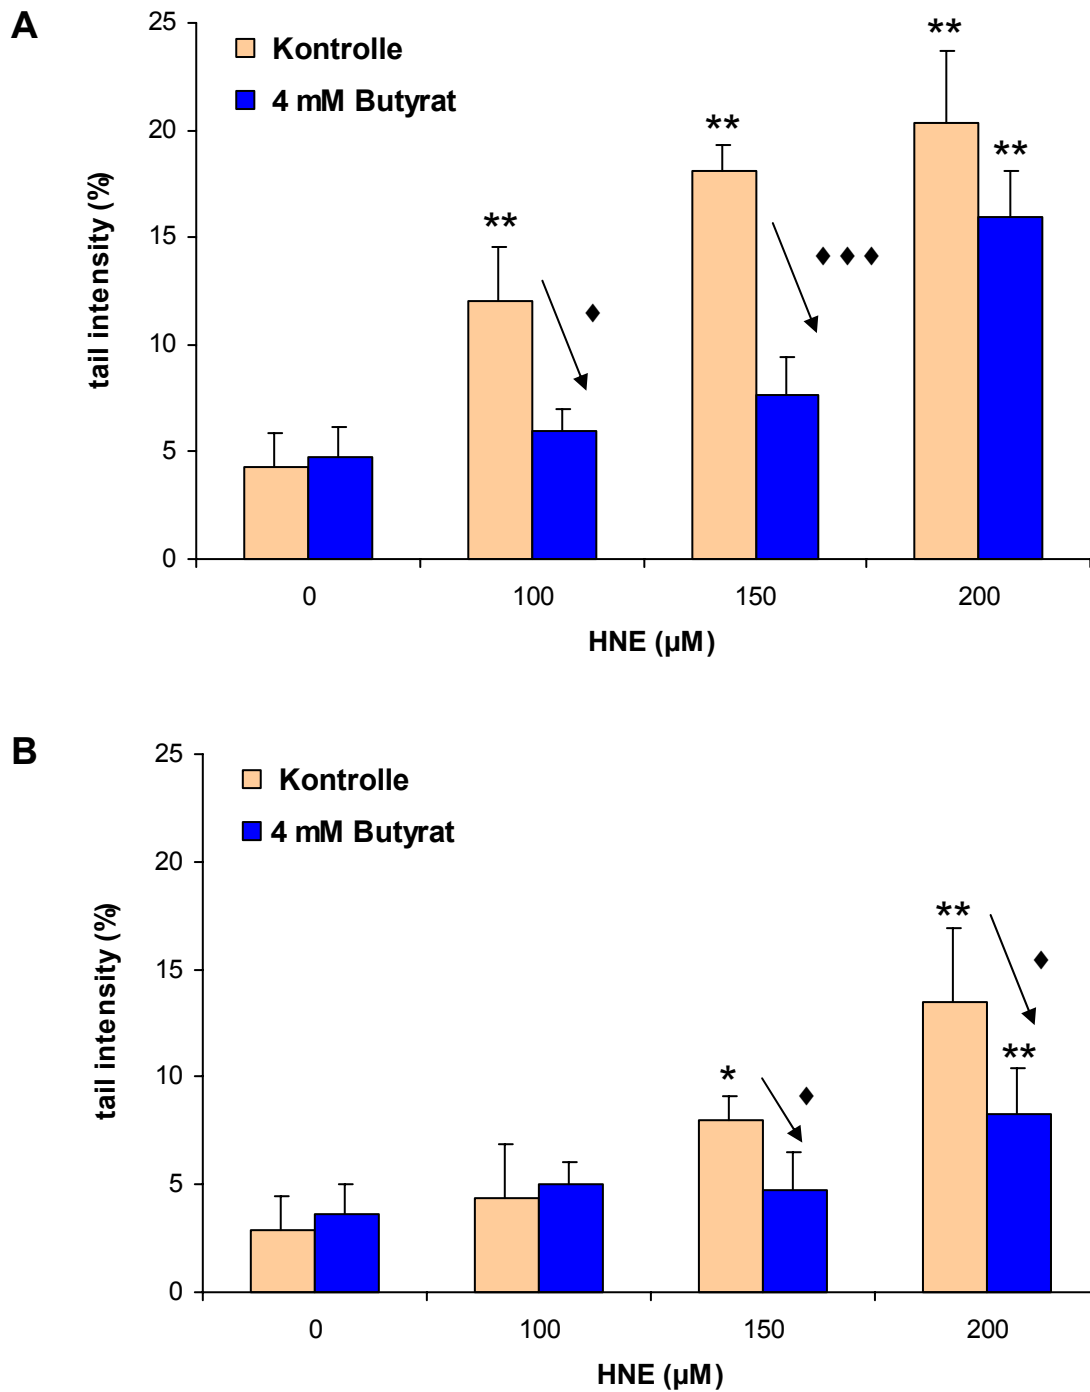 A
25
Kontrolle
4 mM Butyrat
**
**
**
**
20
15
10
5
0
tail intensity (%)
♦
♦ ♦ ♦
0 100 150 200
HNE (µM)
B
25
Kontrolle
4 mM Butyrat
20
15
10
5
0
tail intensity (%)
*
♦
**
♦
**
0 100 150 200
HNE (µM)